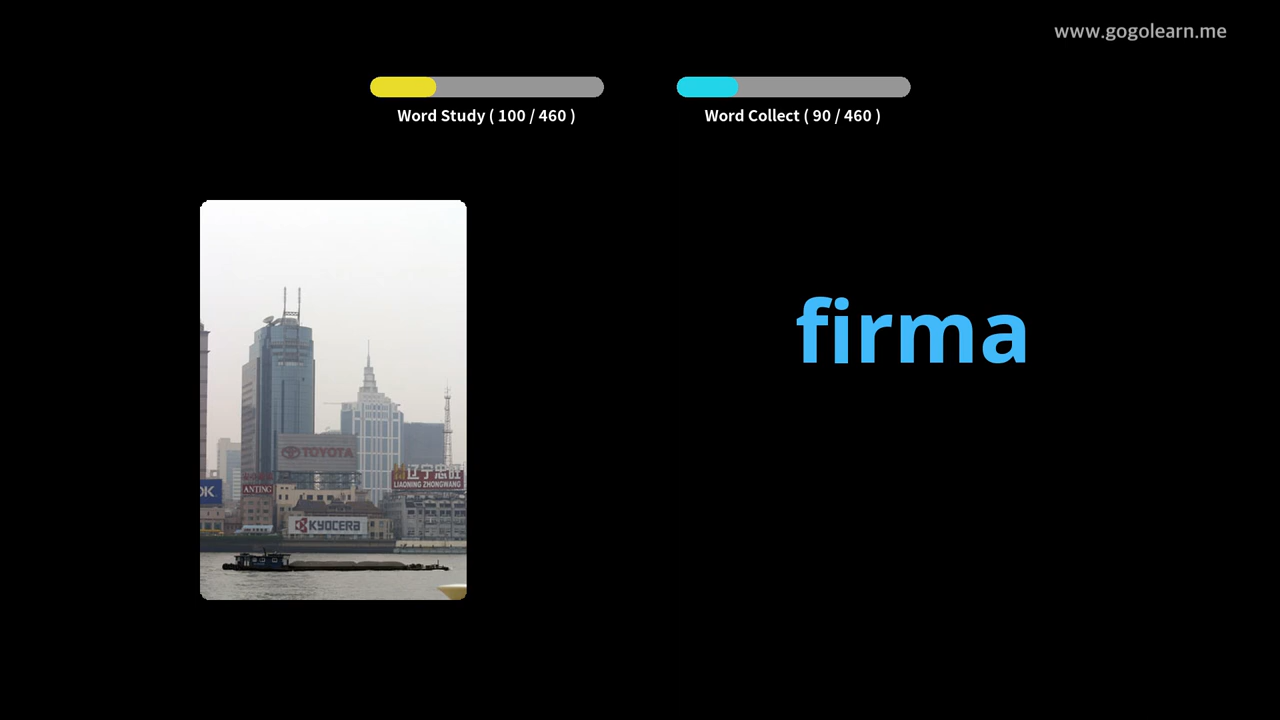 www.gogolearn.me
Word Study ( 100 / 460 )
Word Collect ( 90 / 460 )
firma
TOYOTA
辽宁忠旺
LIAONING ZHONGWANG
OK
ANTING
KYOCERA